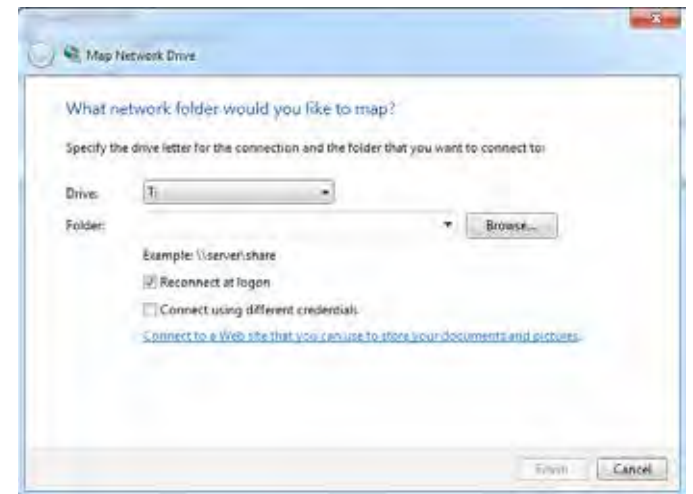 Map Network Drive
What network folder would you like to map?
Specify the drive letter for the connection and the folder that you want to connect to:
Drive: T:
Folder: Browse...
Example: \\server\share
Reconnect at logon
Connect using different credentials
Connect to a Web site that you can use to store your documents and pictures.
Finish Cancel